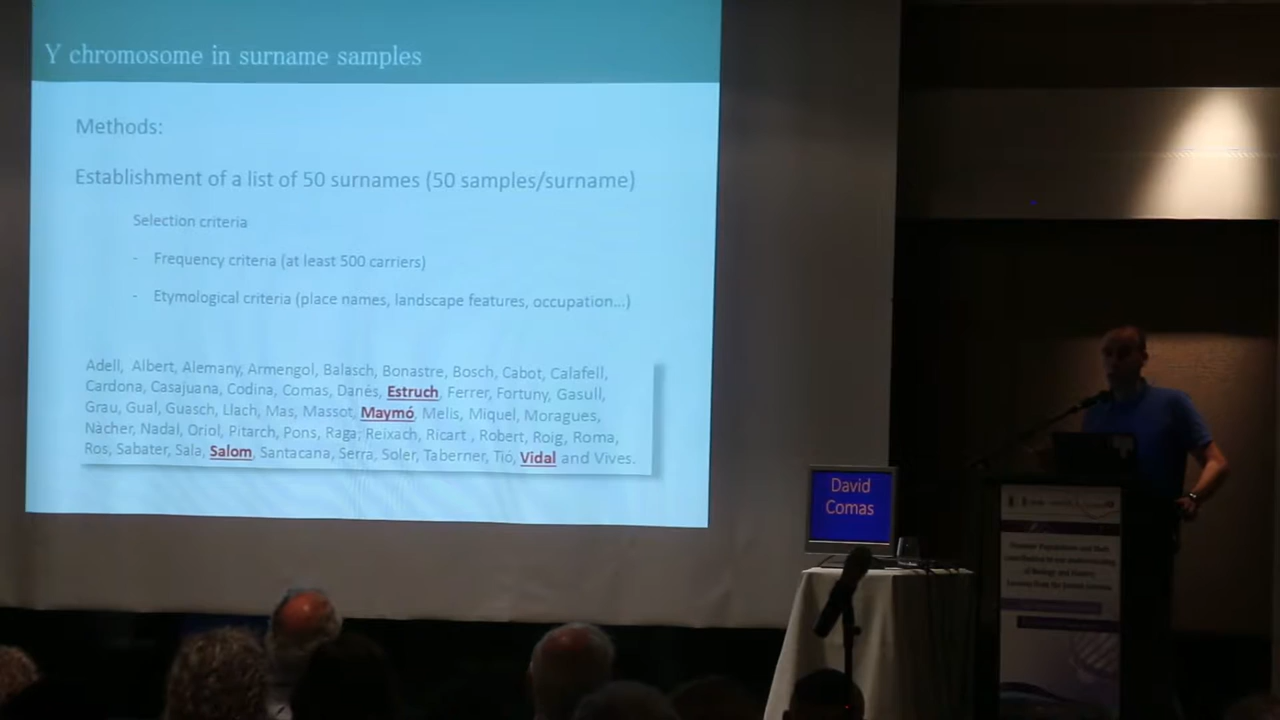 Y chromosome in surname samples
Methods:
Establishment of a list of 50 surnames (50 samples/surname)
Selection criteria
- Frequency criteria (at least 500 carriers)
- Etymological criteria (place names, landscape features, occupation...)
Adell, Albert, Alemany, Armengol, Balasch, Bonastre, Bosch, Cabot, Calafell,
Cardona, Casajuana, Codina, Comas, Danés, Estruch, Ferrer, Fortuny, Gasull,
Grau, Gual, Guasch, Llach, Mas, Massot, Maymó, Melis, Miquel, Moragues,
Nàcher, Nadal, Oriol, Pitarch, Pons, Raga, Reixach, Ricart , Robert, Roig, Roma,
Ros, Sabater, Sala, Salom, Santacana, Serra, Soler, Taberner, Tió, Vidal and Vives.
David
Comas